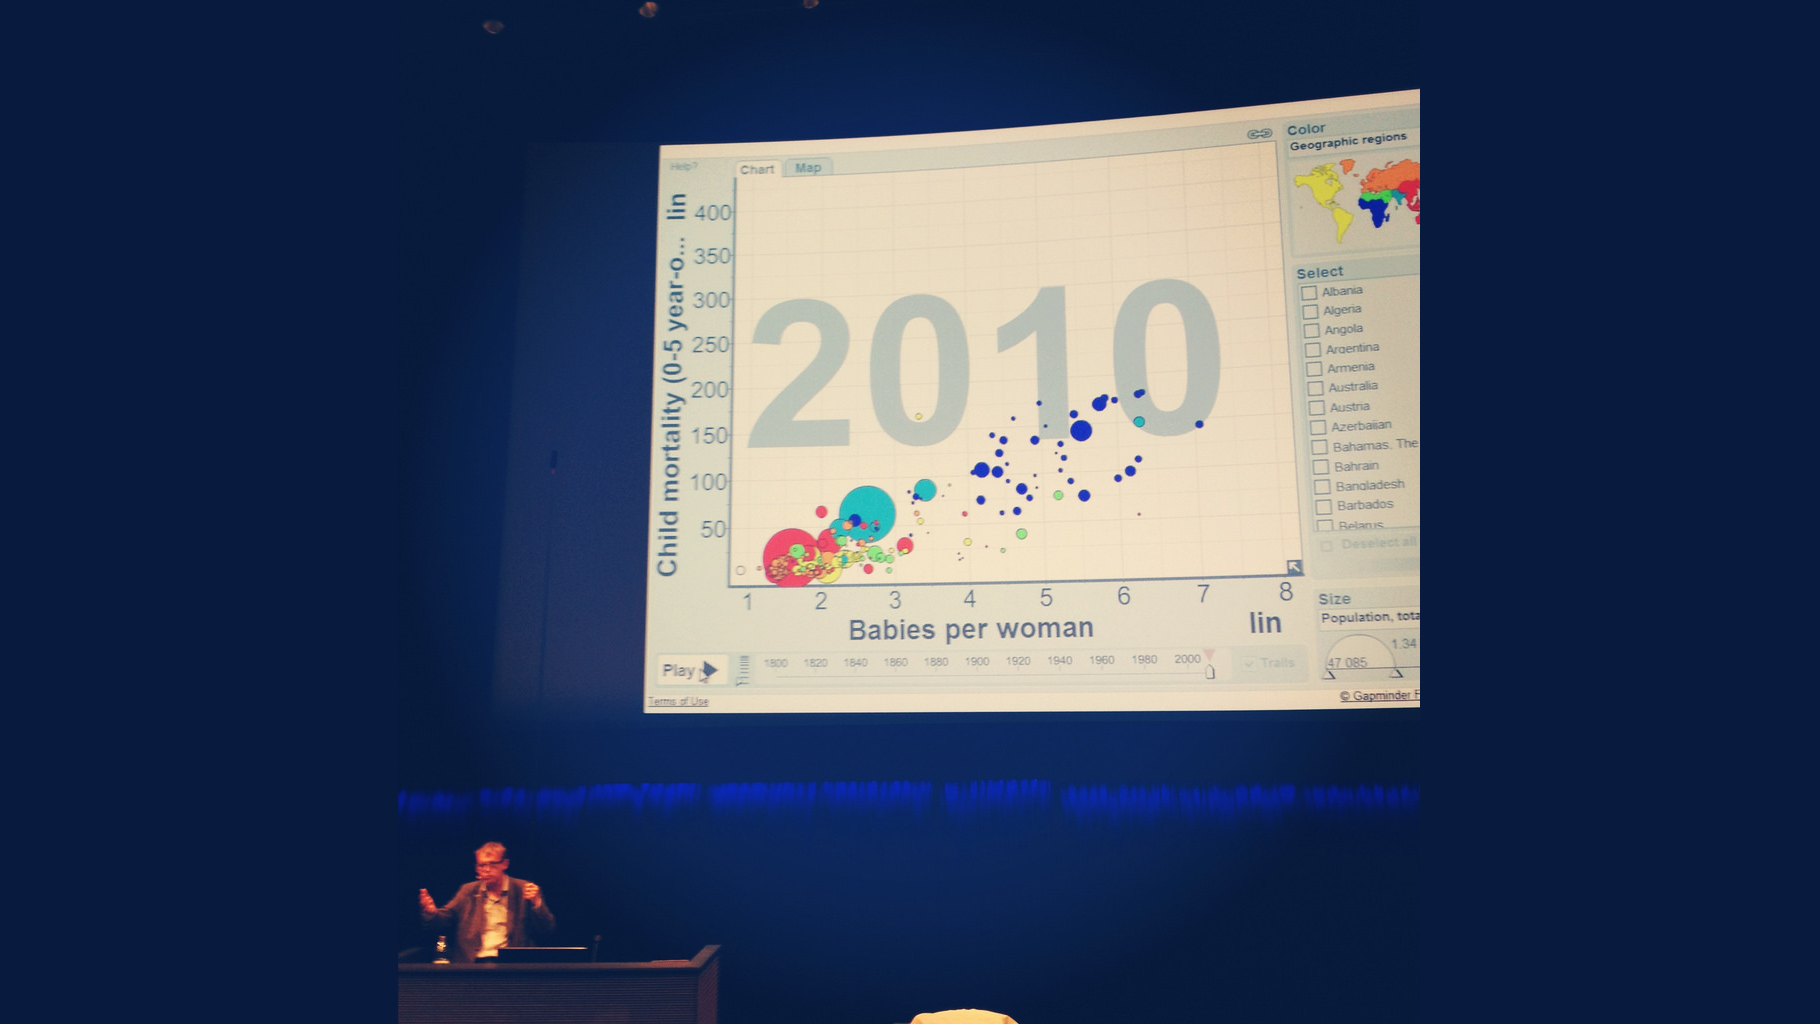 Help?
Chart Map
Color
Geographic regions
Child mortality (0-5 year-o... lin
400
350
300
250
200
150
100
50
2010
1 2 3 4 5 6 7 8
Babies per woman lin
Select
Albania
Algeria
Angola
Argentina
Armenia
Australia
Austria
Azerbaijan
Bahamas, The
Bahrain
Bangladesh
Barbados
Belarus
Deselect all
Size
Population, tota
1.34
47 085
Play
1800 1820 1840 1860 1880 1900 1920 1940 1960 1980 2000
Trails
Terms of Use
© Gapminder F